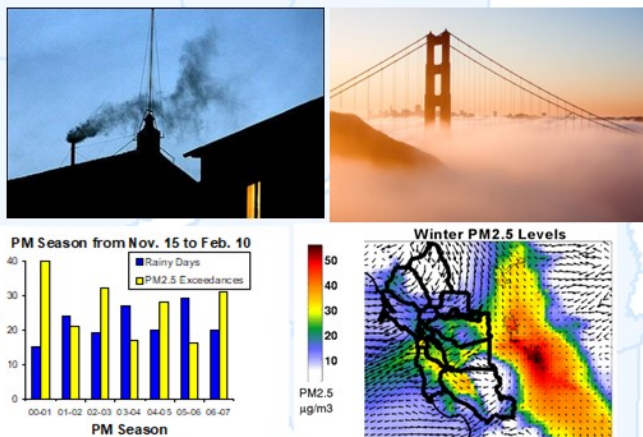 PM Season from Nov. 15 to Feb. 10
Rainy Days
PM2.5 Exceedances
40
30
20
10
0
00-01 01-02 02-03 03-04 04-05 05-06 06-07
PM Season
Winter PM2.5 Levels
50
40
30
20
10
PM2.5
µg/m3